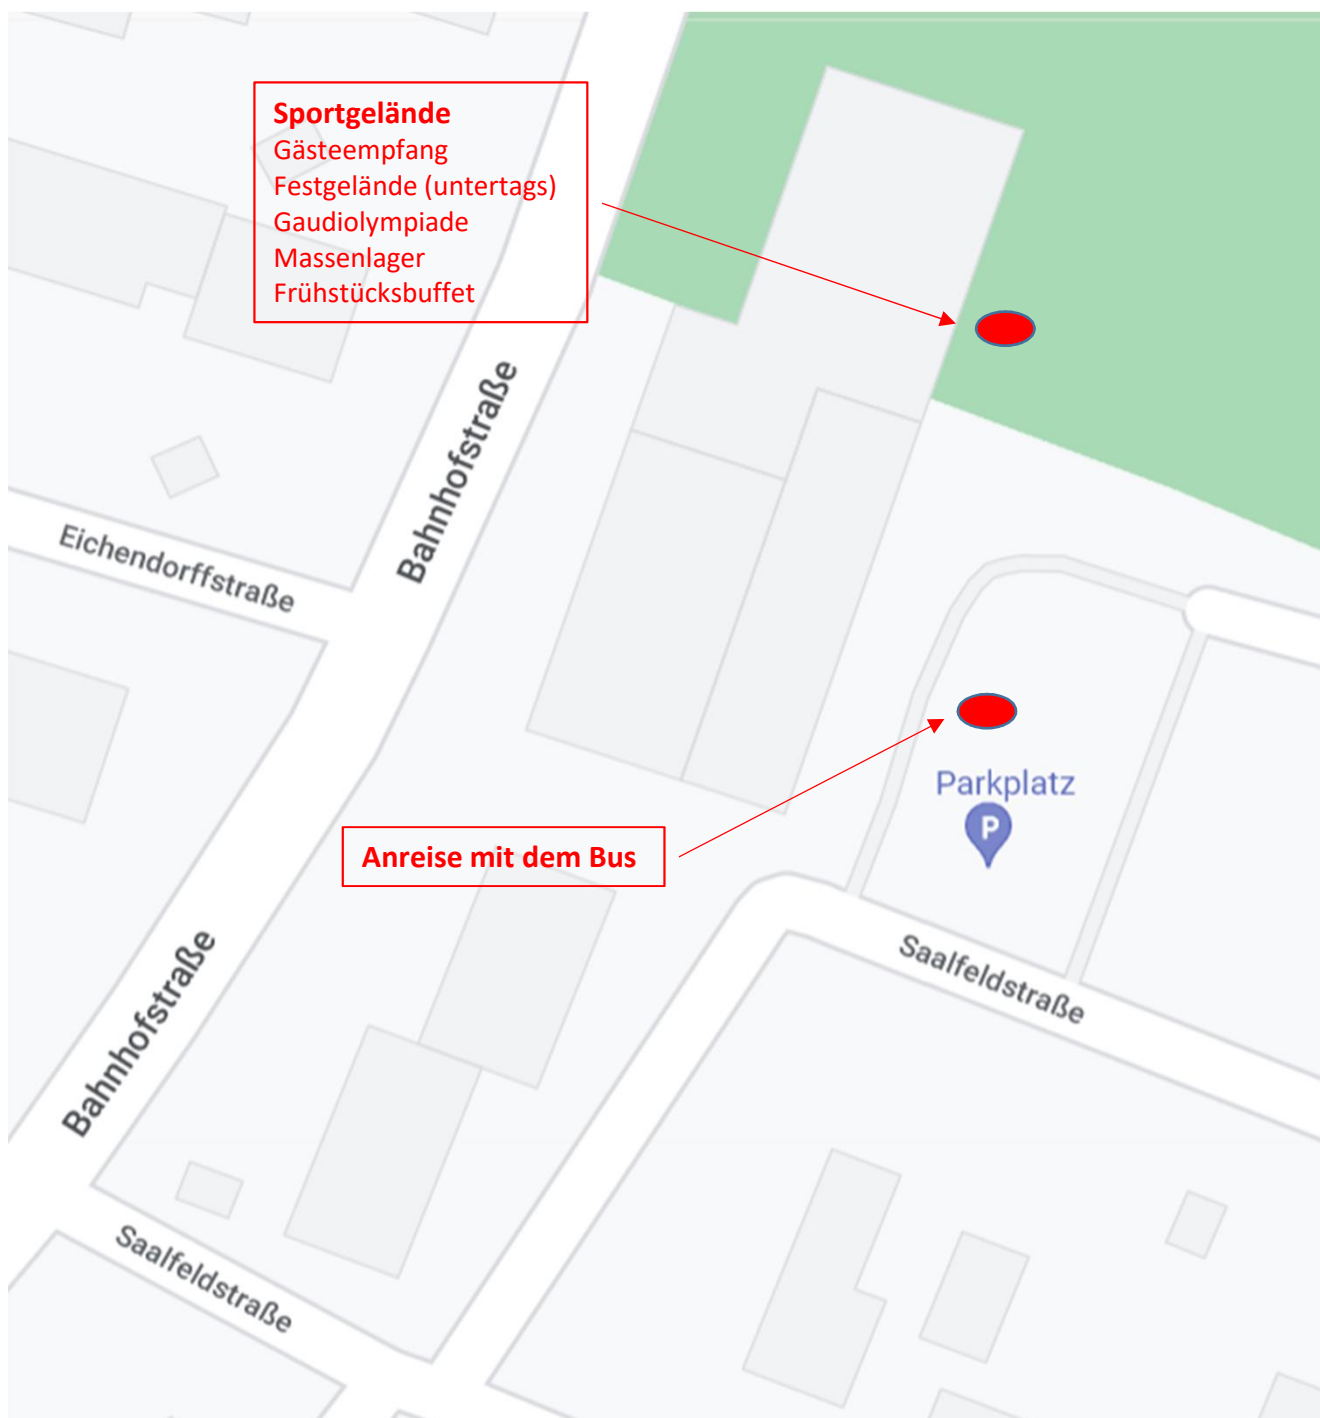 Sportgelände
Gästeempfang
Festgelände (untertags)
Gaudiolympiade
Massenlager
Frühstücksbuffet
Bahnhofstraße
Eichendorffstraße
Parkplatz
P
Anreise mit dem Bus
Saalfeldstraße
Bahnhofstraße
Saalfeldstraße